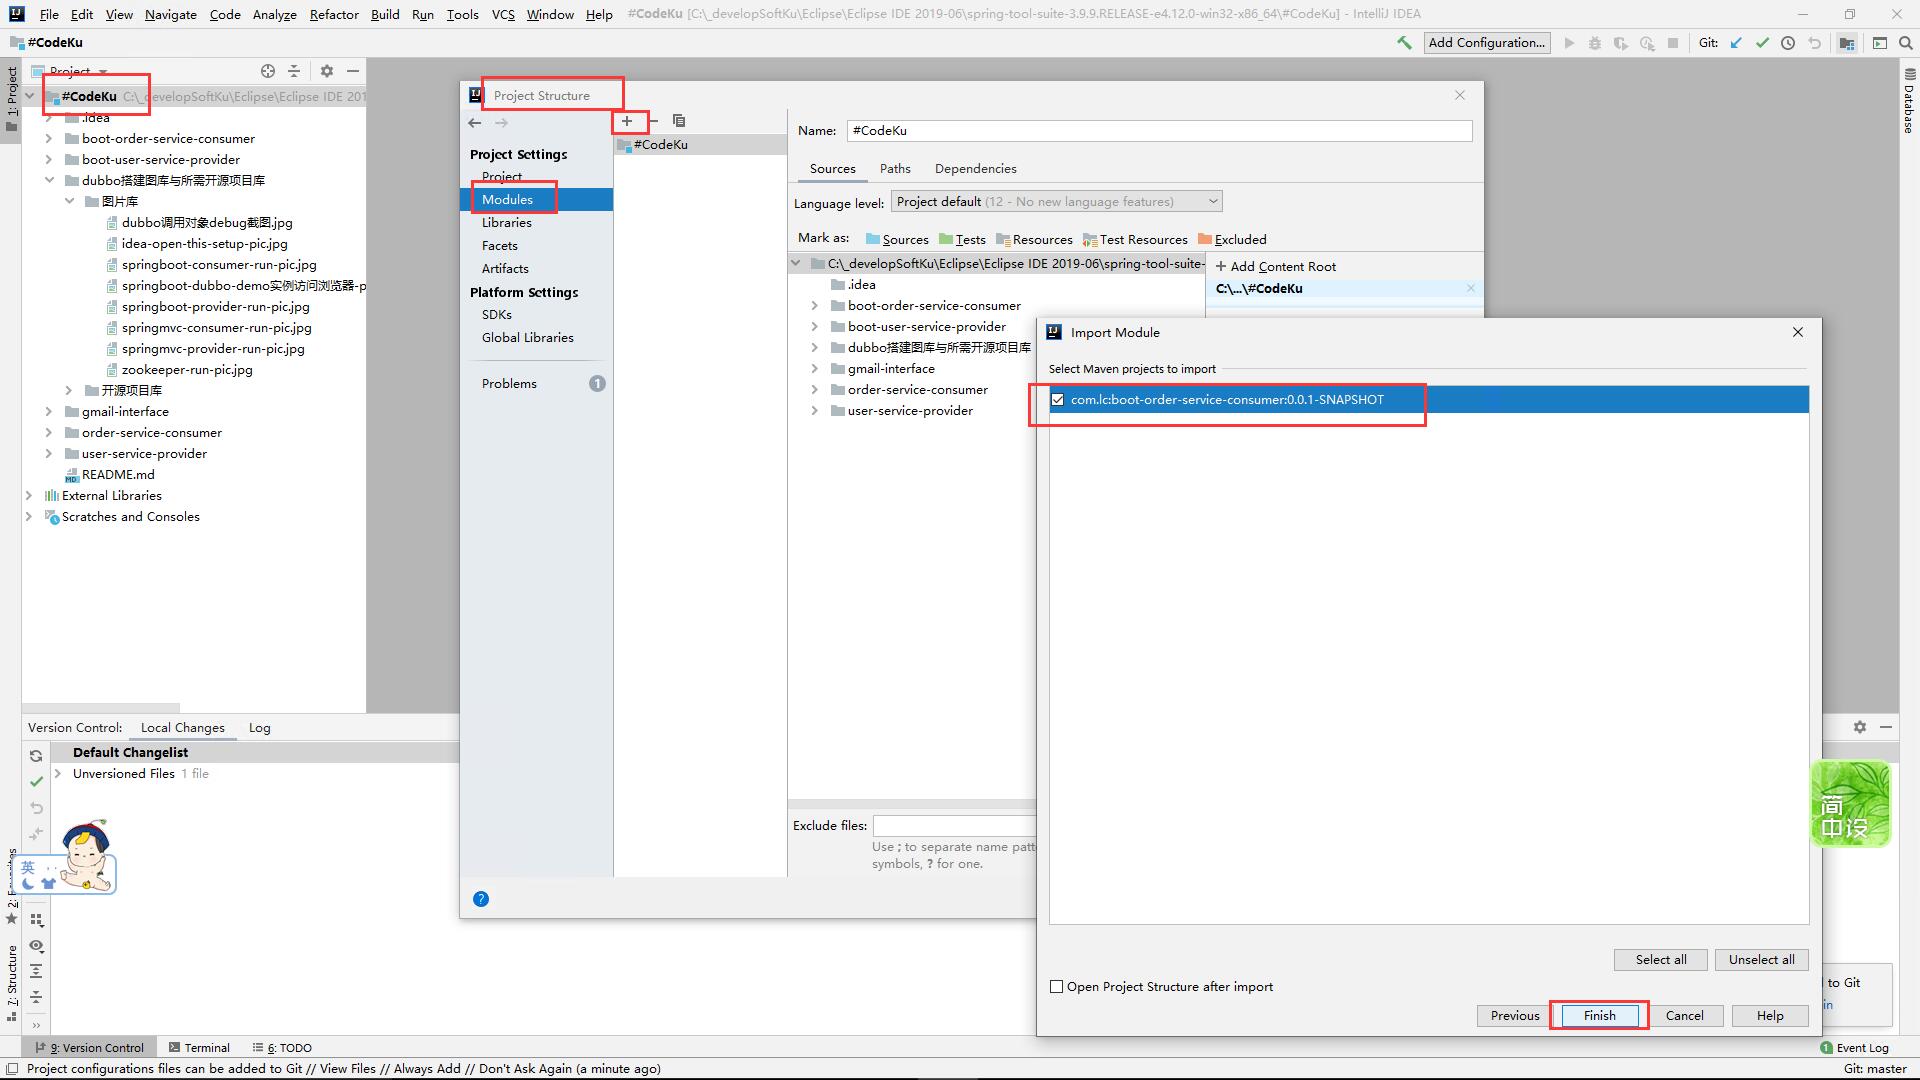 File Edit View Navigate Code Analyze Refactor Build Run Tools VCS Window Help #CodeKu [C:\_developSoftKu\Eclipse\Eclipse IDE 2019-06\spring-tool-suite-3.9.9.RELEASE-e4.12.0-win32-x86_64\#CodeKu] - IntelliJ IDEA
#CodeKu
Add Configuration...
Git:
1: Project
Project
#CodeKu C:\_developSoftKu\Eclipse\Eclipse IDE 201
.idea
boot-order-service-consumer
boot-user-service-provider
dubbo搭建图库与所需开源项目库
图片库
dubbo调用对象debug截图.jpg
idea-open-this-setup-pic.jpg
springboot-consumer-run-pic.jpg
springboot-dubbo-demo实例访问浏览器-p
springboot-provider-run-pic.jpg
springmvc-consumer-run-pic.jpg
springmvc-provider-run-pic.jpg
zookeeper-run-pic.jpg
开源项目库
gmail-interface
order-service-consumer
user-service-provider
README.md
External Libraries
Scratches and Consoles
Database
Project Structure
Project Settings
Project
Modules
Libraries
Facets
Artifacts
Platform Settings
SDKs
Global Libraries
Problems 1
#CodeKu
Name: #CodeKu
Sources Paths Dependencies
Language level: Project default (12 - No new language features)
Mark as: Sources Tests Resources Test Resources Excluded
C:\_developSoftKu\Eclipse\Eclipse IDE 2019-06\spring-tool-suite-
.idea
boot-order-service-consumer
boot-user-service-provider
dubbo搭建图库与所需开源项目库
gmail-interface
order-service-consumer
user-service-provider
+ Add Content Root
C:\...\#CodeKu
Exclude files:
Use ; to separate name patte
symbols, ? for one.
?
Import Module
Select Maven projects to import
com.lc:boot-order-service-consumer:0.0.1-SNAPSHOT
Select all Unselect all
Open Project Structure after import
Previous Finish Cancel Help
Version Control: Local Changes Log
Default Changelist
Unversioned Files 1 file
英
简
中设
2: Favorites
7: Structure
to Git
in
9: Version Control Terminal 6: TODO
1 Event Log
Project configurations files can be added to Git // View Files // Always Add // Don't Ask Again (a minute ago)
Git: master